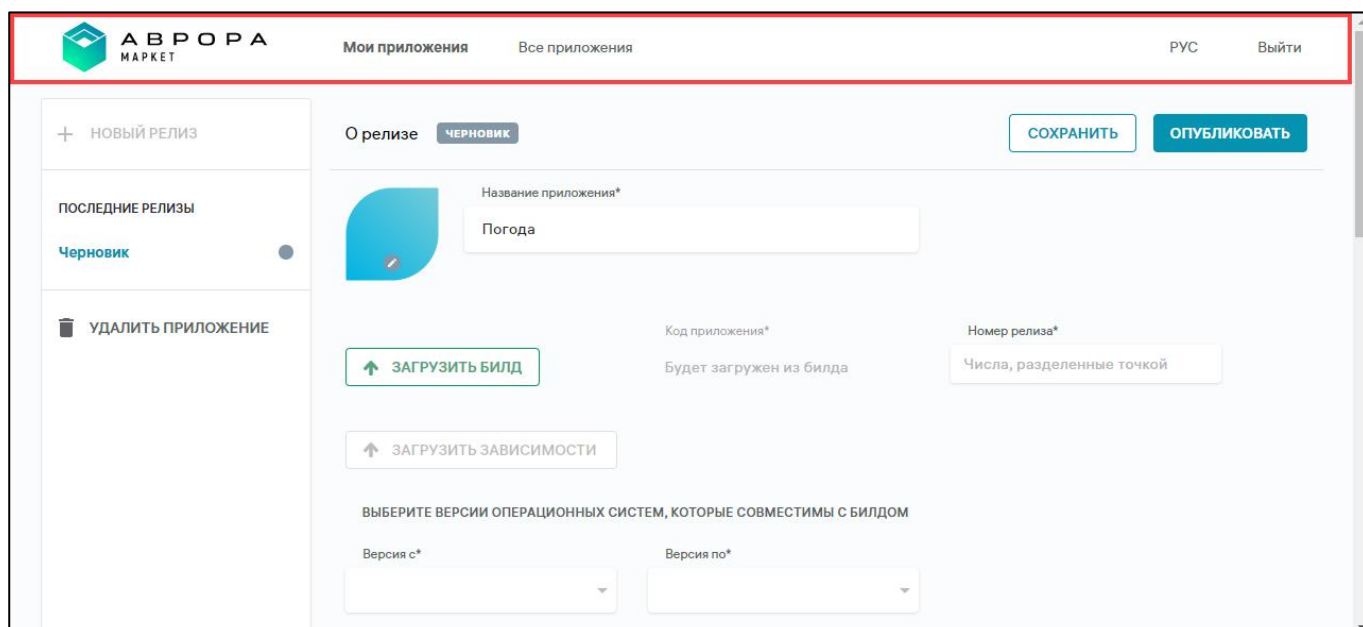 АВРОРА
МАРКЕТ
Мои приложения
Все приложения
РУС
Выйти
НОВЫЙ РЕЛИЗ
О релизе
ЧЕРНОВИК
СОХРАНИТЬ
ОПУБЛИКОВАТЬ
ПОСЛЕДНИЕ РЕЛИЗЫ
Черновик
УДАЛИТЬ ПРИЛОЖЕНИЕ
Название приложения*
Погода
ЗАГРУЗИТЬ БИЛД
Код приложения*
Будет загружен из билда
Номер релиза*
Числа, разделенные точкой
ЗАГРУЗИТЬ ЗАВИСИМОСТИ
ВЫБЕРИТЕ ВЕРСИИ ОПЕРАЦИОННЫХ СИСТЕМ, КОТОРЫЕ СОВМЕСТИМЫ С БИЛДОМ
Версия с*
Версия по*